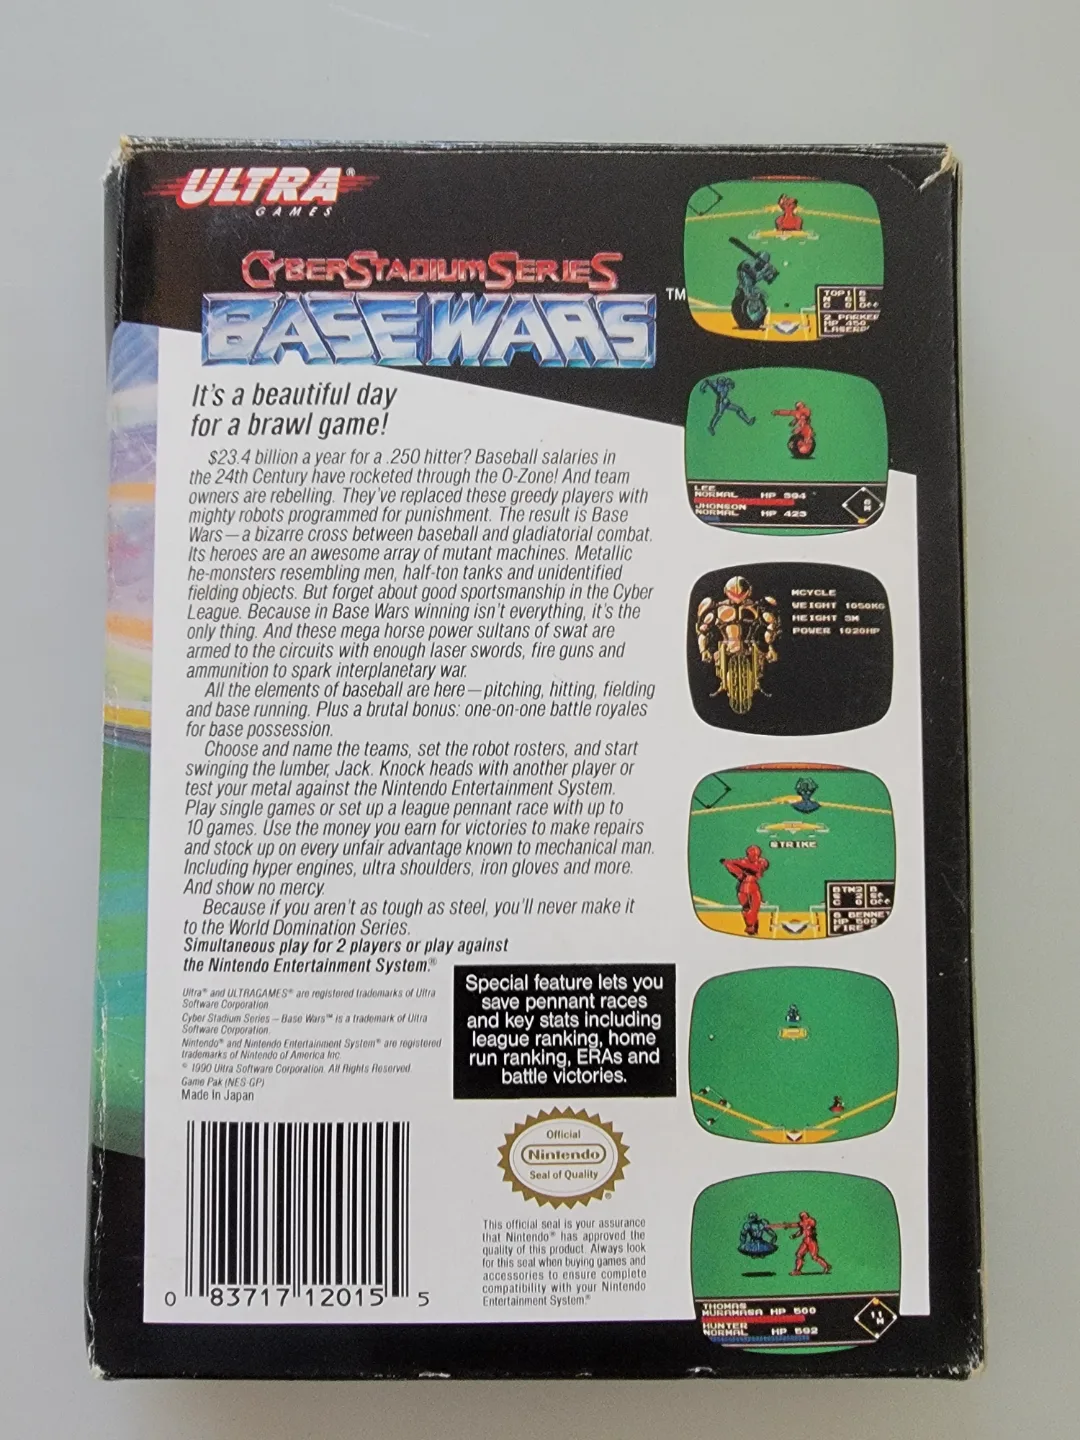 ULTRA®
GAMES
CYBER STADIUM SERIES
BASE WARS™
It's a beautiful day
for a brawl game!
$23.4 billion a year for a .250 hitter? Baseball salaries in
the 24th Century have rocketed through the O-Zone! And team
owners are rebelling. They've replaced these greedy players with
mighty robots programmed for punishment. The result is Base
Wars—a bizarre cross between baseball and gladiatorial combat.
Its heroes are an awesome array of mutant machines. Metallic
he-monsters resembling men, half-ton tanks and unidentified
fielding objects. But forget about good sportsmanship in the Cyber
League. Because in Base Wars winning isn't everything, it's the
only thing. And these mega horse power sultans of swat are
armed to the circuits with enough laser swords, fire guns and
ammunition to spark interplanetary war.
All the elements of baseball are here—pitching, hitting, fielding
and base running. Plus a brutal bonus: one-on-one battle royales
for base possession.
Choose and name the teams, set the robot rosters, and start
swinging the lumber, Jack. Knock heads with another player or
test your metal against the Nintendo Entertainment System.
Play single games or set up a league pennant race with up to
10 games. Use the money you earn for victories to make repairs
and stock up on every unfair advantage known to mechanical man.
Including hyper engines, ultra shoulders, iron gloves and more.
And show no mercy.
Because if you aren't as tough as steel, you'll never make it
to the World Domination Series.
Simultaneous play for 2 players or play against
the Nintendo Entertainment System.®
Ultra® and ULTRAGAMES® are registered trademarks of Ultra
Software Corporation.
Cyber Stadium Series—Base Wars™ is a trademark of Ultra
Software Corporation.
Nintendo® and Nintendo Entertainment System® are registered
trademarks of Nintendo of America Inc.
© 1990 Ultra Software Corporation. All Rights Reserved.
Game Pak (NES-GP)
Made In Japan
Special feature lets you
save pennant races
and key stats including
league ranking, home
run ranking, ERAs and
battle victories.
Official
Nintendo®
Seal of Quality
®
This official seal is your assurance
that Nintendo® has approved the
quality of this product. Always look
for this seal when buying games and
accessories to ensure complete
compatibility with your Nintendo
Entertainment System.®
0 83717 12015 5
TOP1 B
2 PARKER
HP 450
LASER
LEE
NORMAL HP 594
JHONSON
NORMAL HP 423
MCYCLE
WEIGHT 1050KG
HEIGHT 3M
POWER 1020HP
STRIKE
BTM2 B
6 BENNET
HP 500
FIRE
THOMAS
MURAMASA HP 500
HUNTER
NORMAL HP 592
11
M